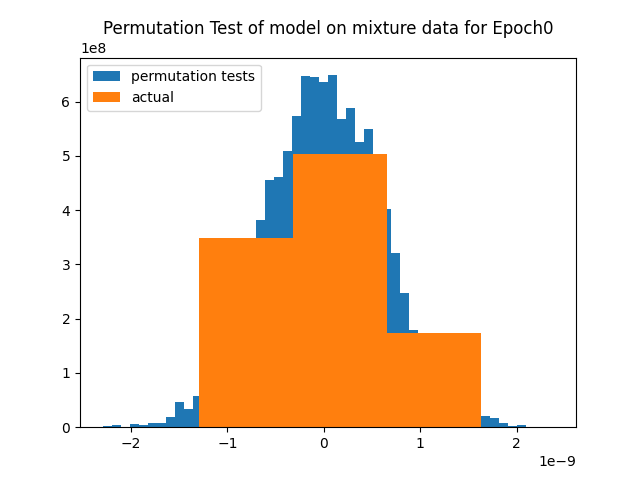 Permutation Test of model on mixture data for Epoch0
1e8
permutation tests
actual
6
5
4
3
2
1
0
−2
−1
0
1
2
1e−9